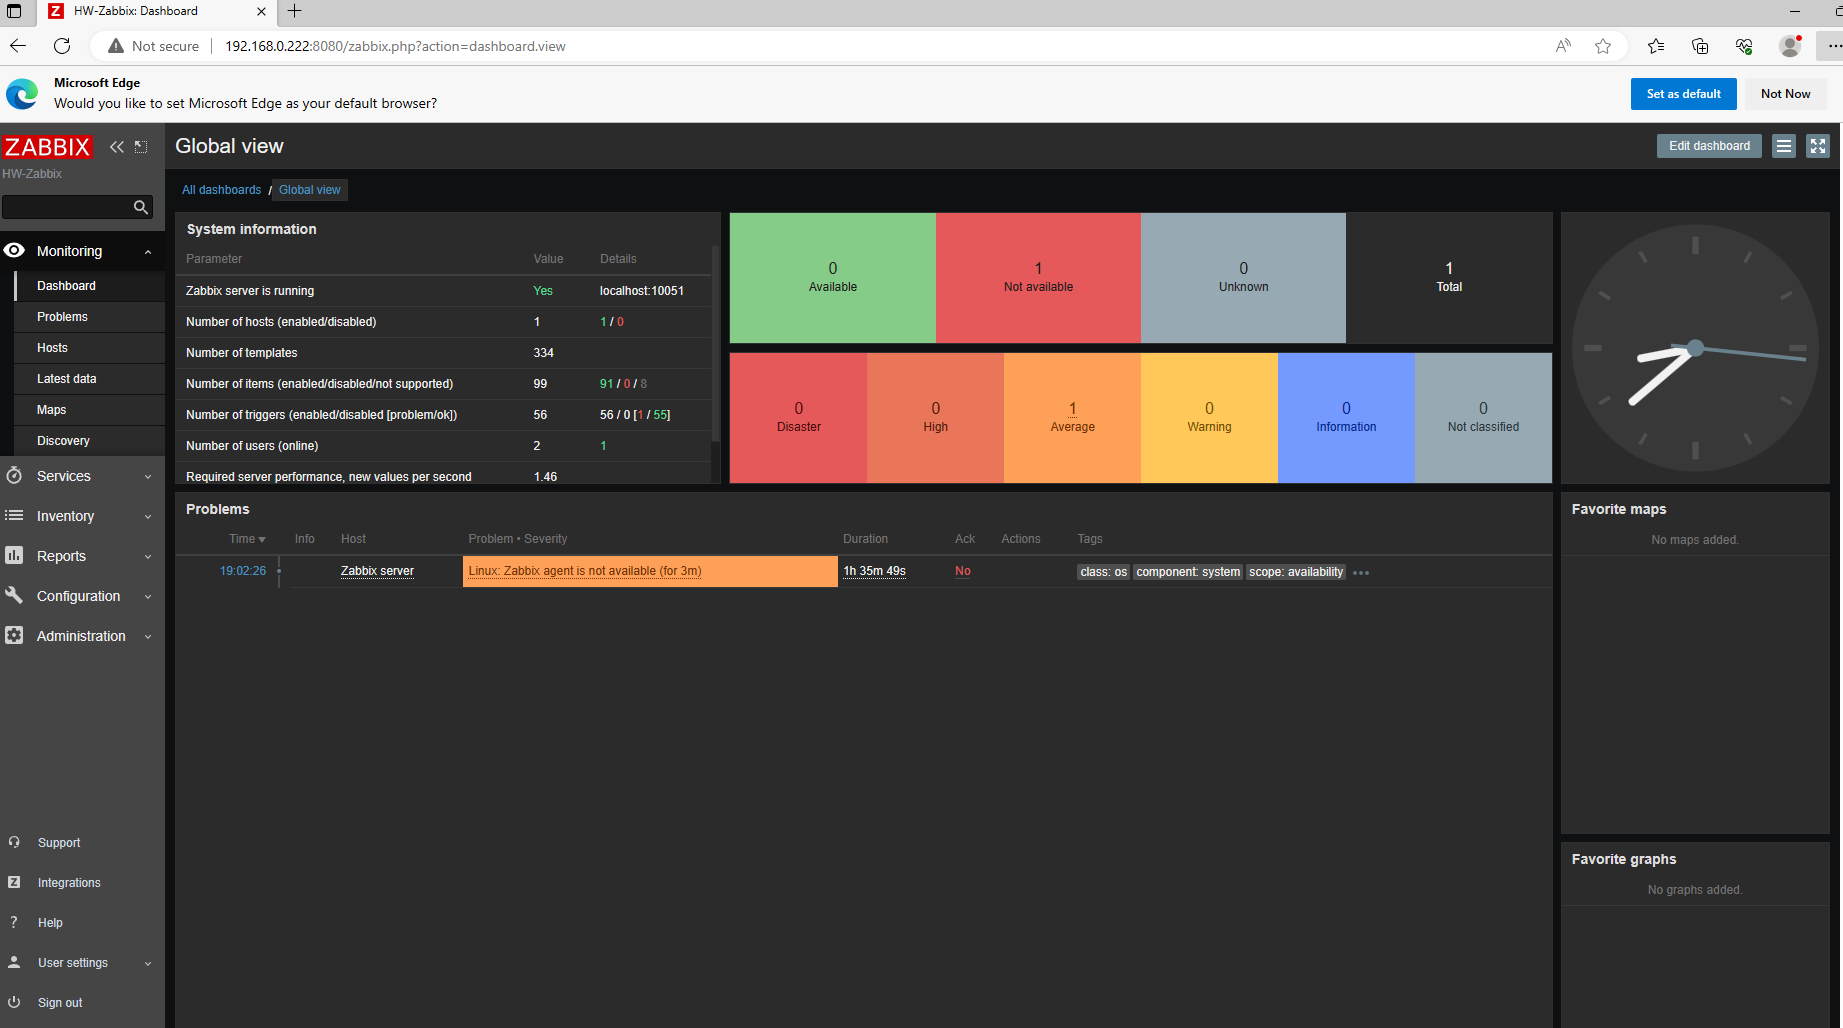 HW-Zabbix: Dashboard
Not secure | 192.168.0.222:8080/zabbix.php?action=dashboard.view
Microsoft Edge
Would you like to set Microsoft Edge as your default browser?
Set as default
Not Now
ZABBIX
HW-Zabbix
Monitoring
Dashboard
Problems
Hosts
Latest data
Maps
Discovery
Services
Inventory
Reports
Configuration
Administration
Support
Integrations
Help
User settings
Sign out
Global view
Edit dashboard
All dashboards / Global view
System information
Parameter Value Details
Zabbix server is running Yes localhost:10051
Number of hosts (enabled/disabled) 1 1 / 0
Number of templates 334
Number of items (enabled/disabled/not supported) 99 91 / 0 / 8
Number of triggers (enabled/disabled [problem/ok]) 56 56 / 0 [1 / 55]
Number of users (online) 2 1
Required server performance, new values per second 1.46
0 Available
1 Not available
0 Unknown
1 Total
0 Disaster
0 High
1 Average
0 Warning
0 Information
0 Not classified
Problems
Time Info Host Problem • Severity Duration Ack Actions Tags
19:02:26 Zabbix server Linux: Zabbix agent is not available (for 3m) 1h 35m 49s No class: os component: system scope: availability •••
Favorite maps
No maps added.
Favorite graphs
No graphs added.